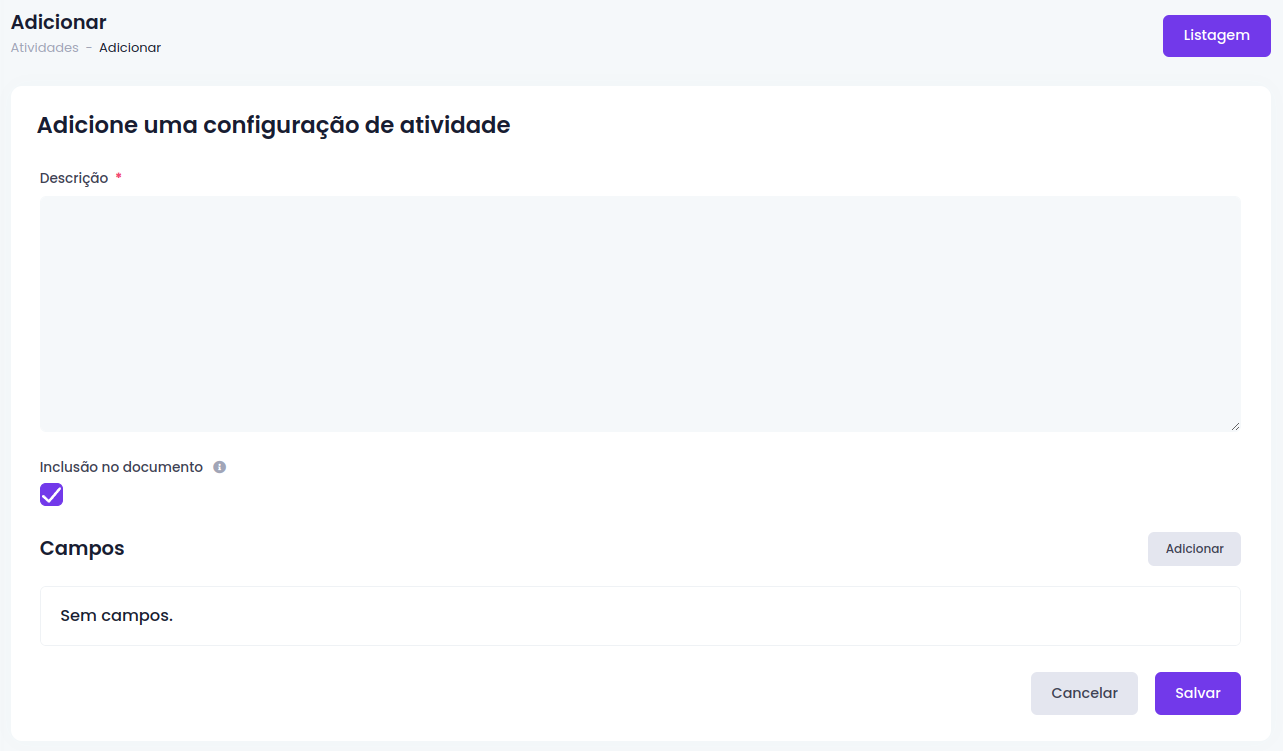 Adicionar
Atividades - Adicionar
Listagem
Adicione uma configuração de atividade
Descrição *
Inclusão no documento
Campos
Adicionar
Sem campos.
Cancelar
Salvar